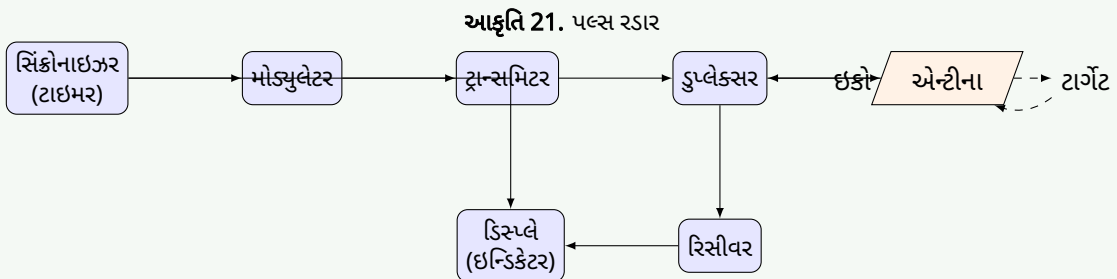 આકૃતિ 21. પલ્સ રડાર
સિંક્રોનાઇઝર
(ટાઇમર)
મોડ્યુલેટર
ટ્રાન્સમિટર
ડુપ્લેક્સર
ઇકો
એન્ટીના
ટાર્ગેટ
ડિસ્પ્લે
(ઇન્ડિકેટર)
રિસીવર